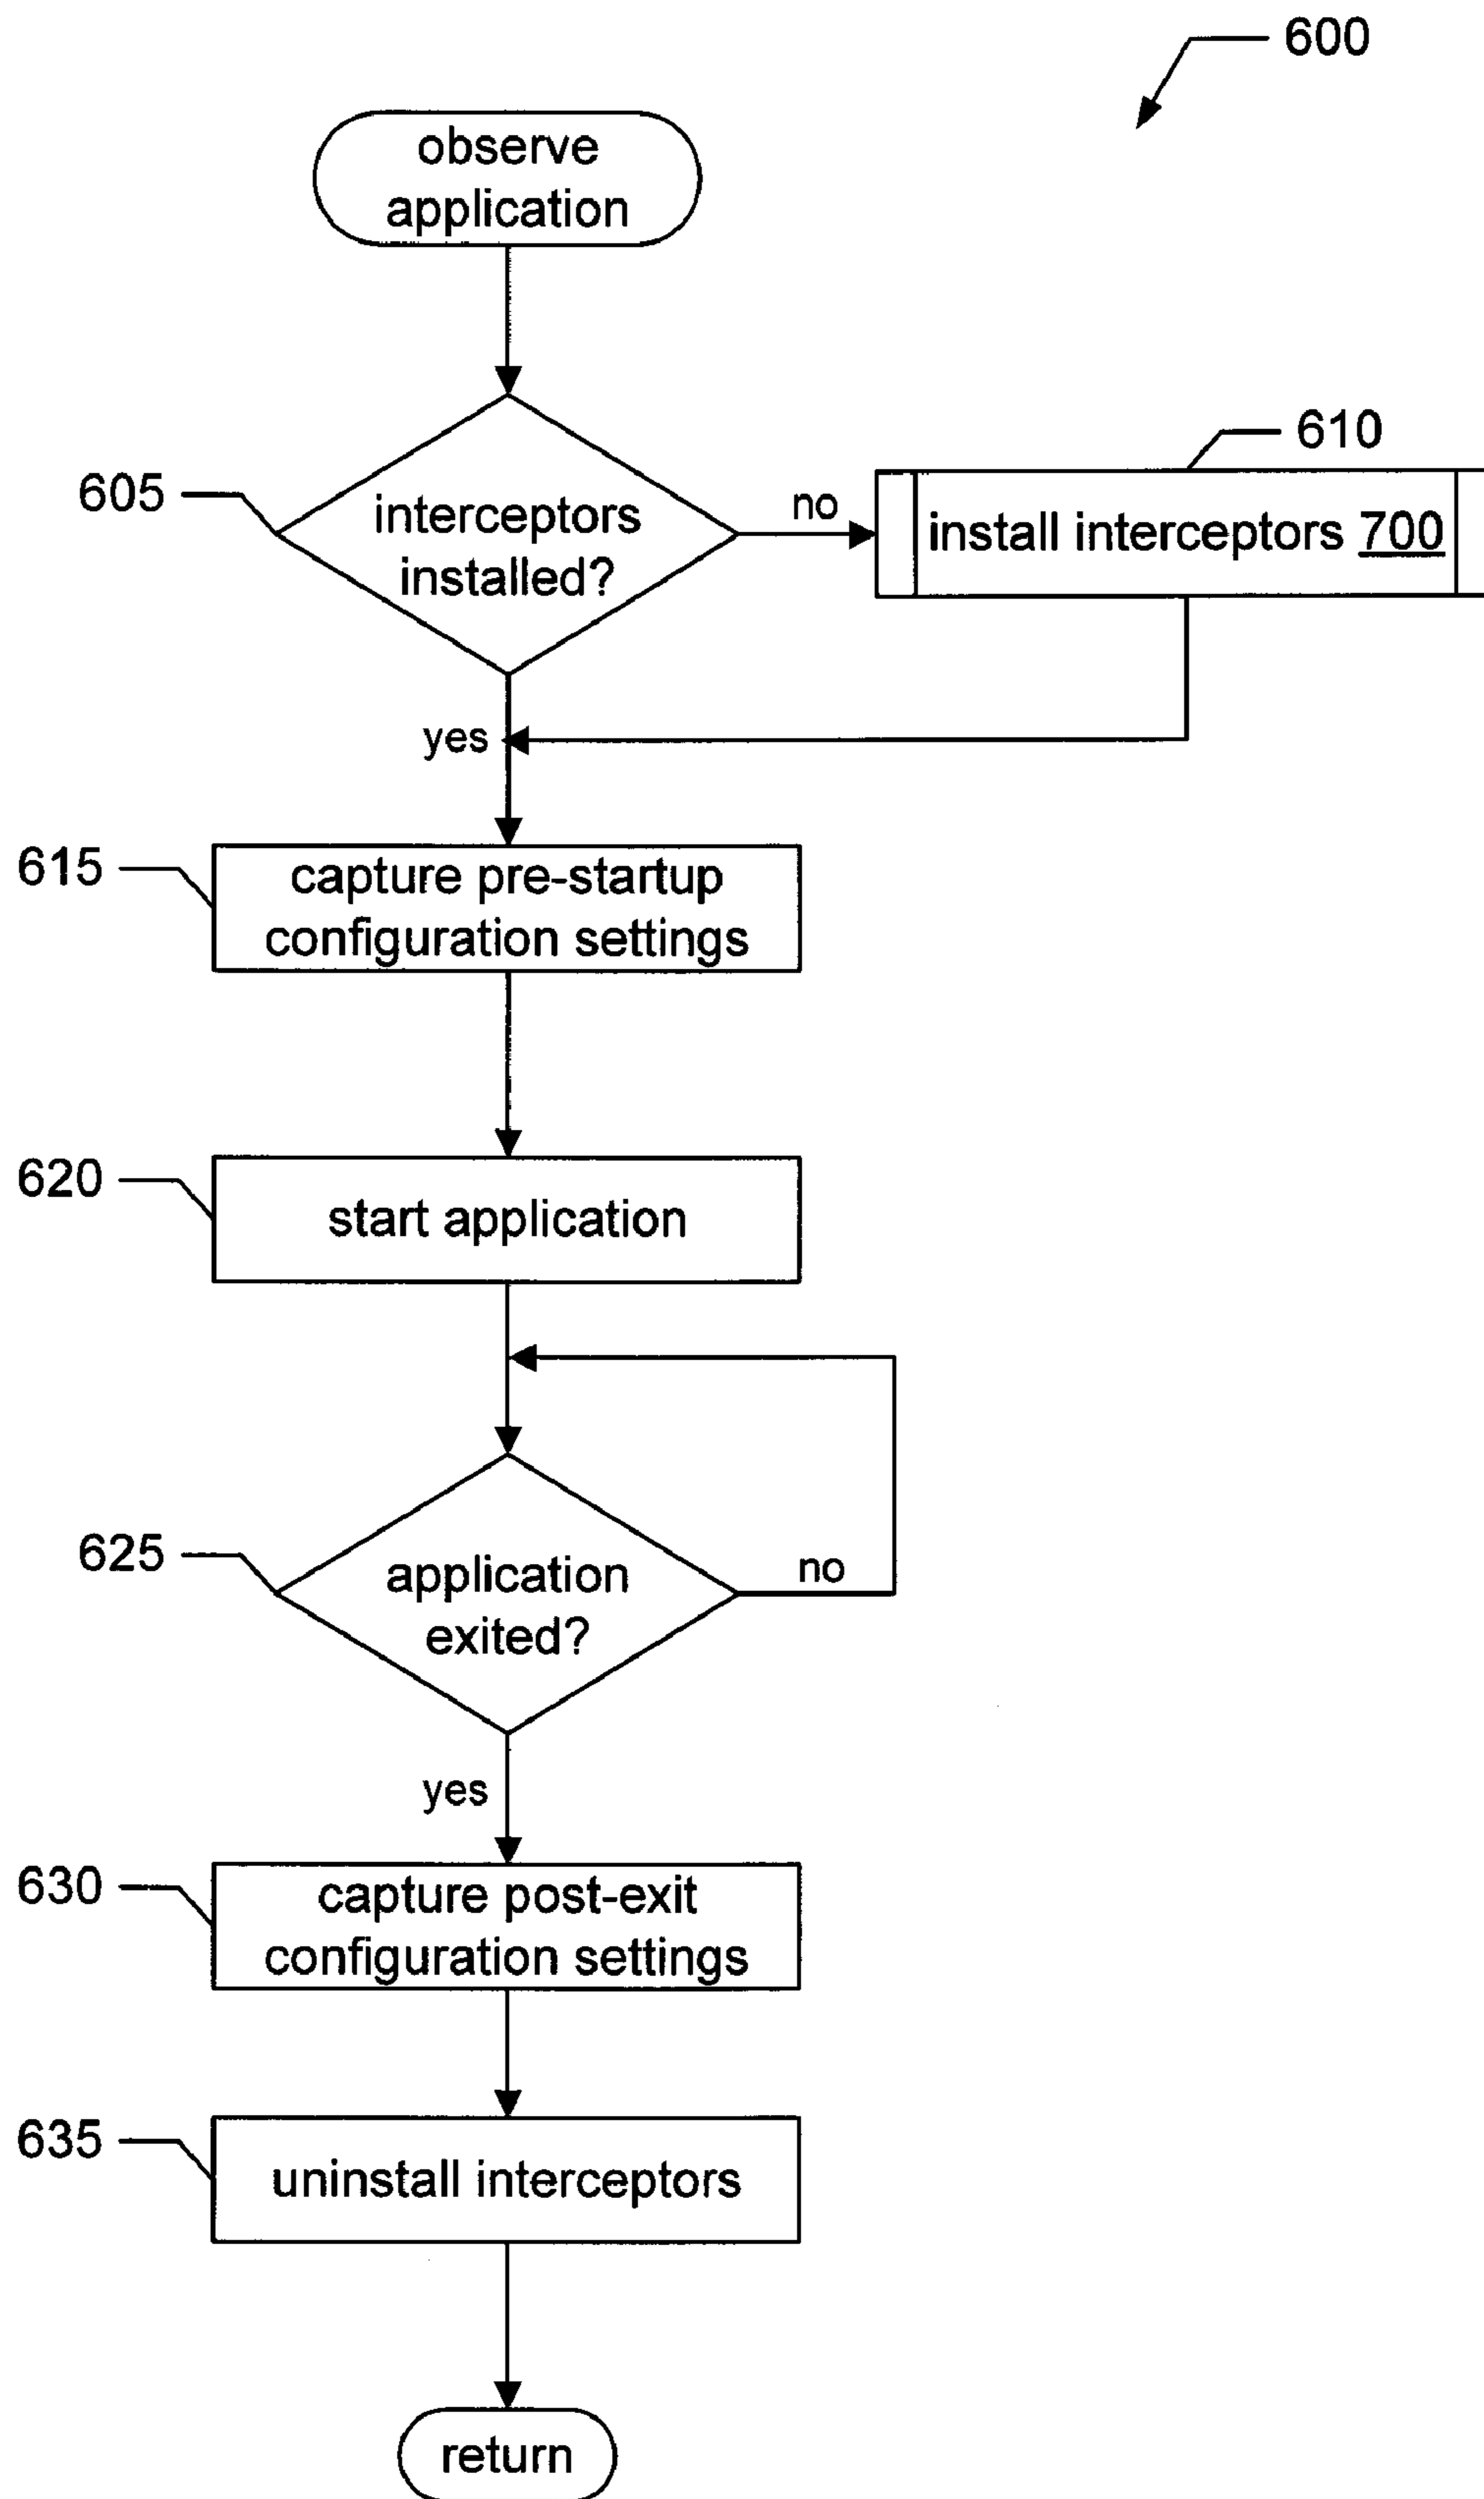 600
observe
application
605
interceptors
installed?
no
610
install interceptors 700
yes
615
capture pre-startup
configuration settings
620
start application
625
application
exited?
no
yes
630
capture post-exit
configuration settings
635
uninstall interceptors
return